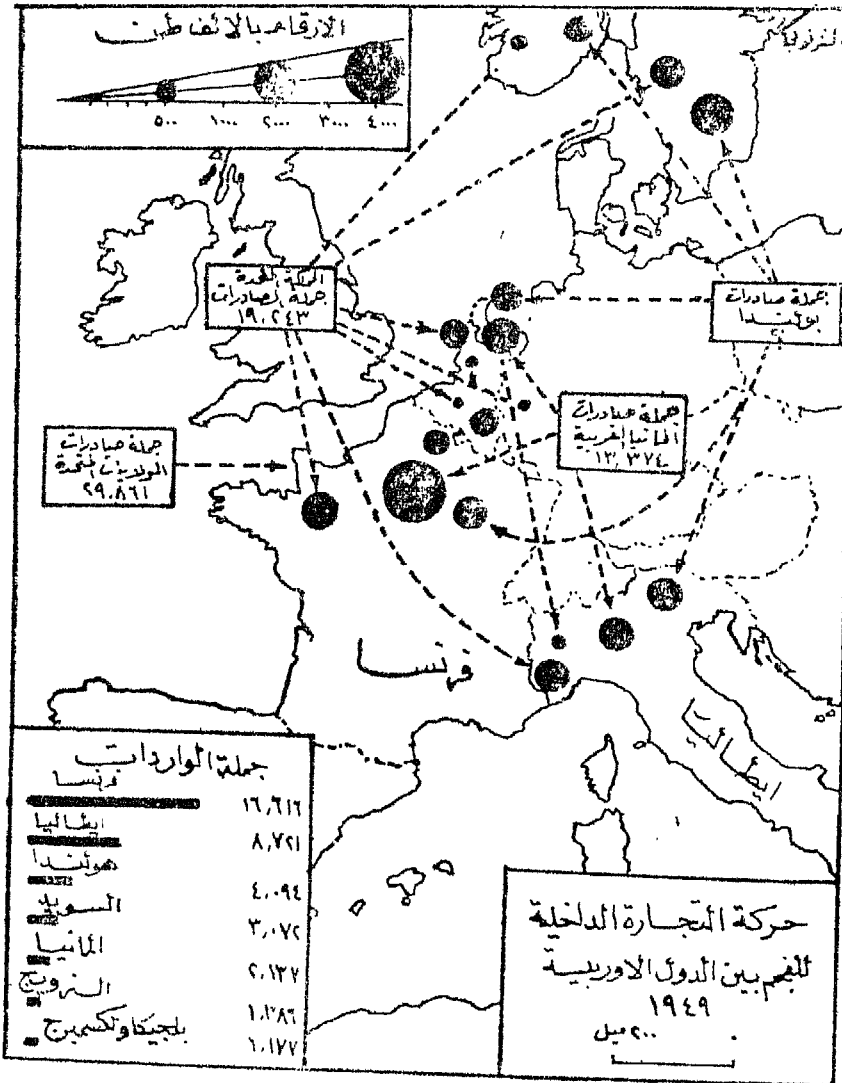 الارقام بالالف طن
٥٠٠ ١٠٠٠ ٢٠٠٠ ٣٠٠٠ ٤٠٠٠
المملكة المتحدة
جملة الصادرات
١٩،٢٤٣
جملة صادرات
بولندا
جملة صادرات
المانيا الغربية
١٣،٣٧٤
جملة صادرات
الولايات المتحدة
٢٩،٨٦١
فرنسا
ايطاليا
جملة الواردات
فرنسا
١٦,٦١٦
ايطاليا
٨,٧٢١
هولندا
٤,٠٩٤
السويد
٣,٠٧٢
المانيا
٢,١٣٧
النرويج
١,٢٨٦
بلجيكا ولكسمبرج
١,١٧٧
حركة التجارة الداخلية
للفحم بين الدول الاوربية
١٩٤٩
٠ ٢٠٠ ميل